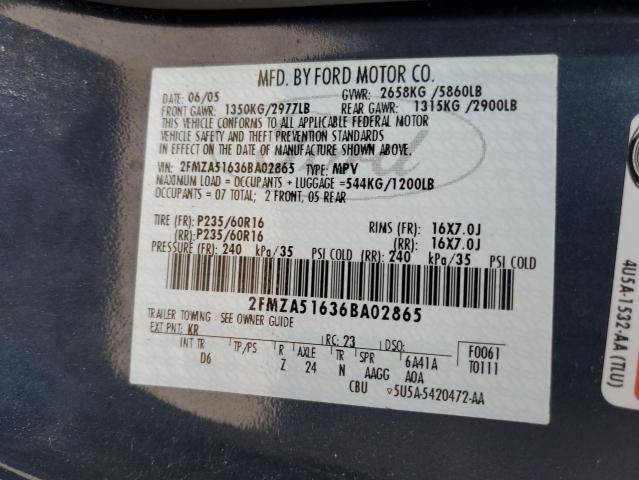 MFD. BY FORD MOTOR CO.
06/05 GVWR: 2658KG /5860LB
FRONT GAWR: 1350KG/2977LB REAR GAWR: 1315KG /2900LB
THIS VEHICLE CONFORMS TO ALL APPLICABLE FEDERAL MOTOR
VEHICLE SAFETY AND THEFT PREVENTION STANDARDS
IN EFFECT ON THE DATE OF MANUFACTURE SHOWN ABOVE.
VIN: 2FMZA51636BA02865 TYPE: MPV
MAXIMUM LOAD = OCCUPANTS + LUGGAGE =544KG/1200LB
OCCUPANTS = 07 TOTAL; 2 FRONT, 05 REAR
TIRE (FR): P235/60R16 RIMS (FR): 16X7.0J
(RR): P235/60R16 (RR): 16X7.0J
PRESSURE (FR): 240 kPa/35 PSI COLD (RR): 240 kPa/35 PSI COLD
2FMZA51636BA02865
TRAILER TOWING - SEE OWNER GUIDE
EXT PNT: KR RC: 23 DSO: F0061
INT TR TP/PS R AXLE TR SPR 6A41A T0111
D6 Z 24 N AAGG A0A
CBU ▽5U5A-5420472-AA
Ford
4U5A-1532-AA (TLU)